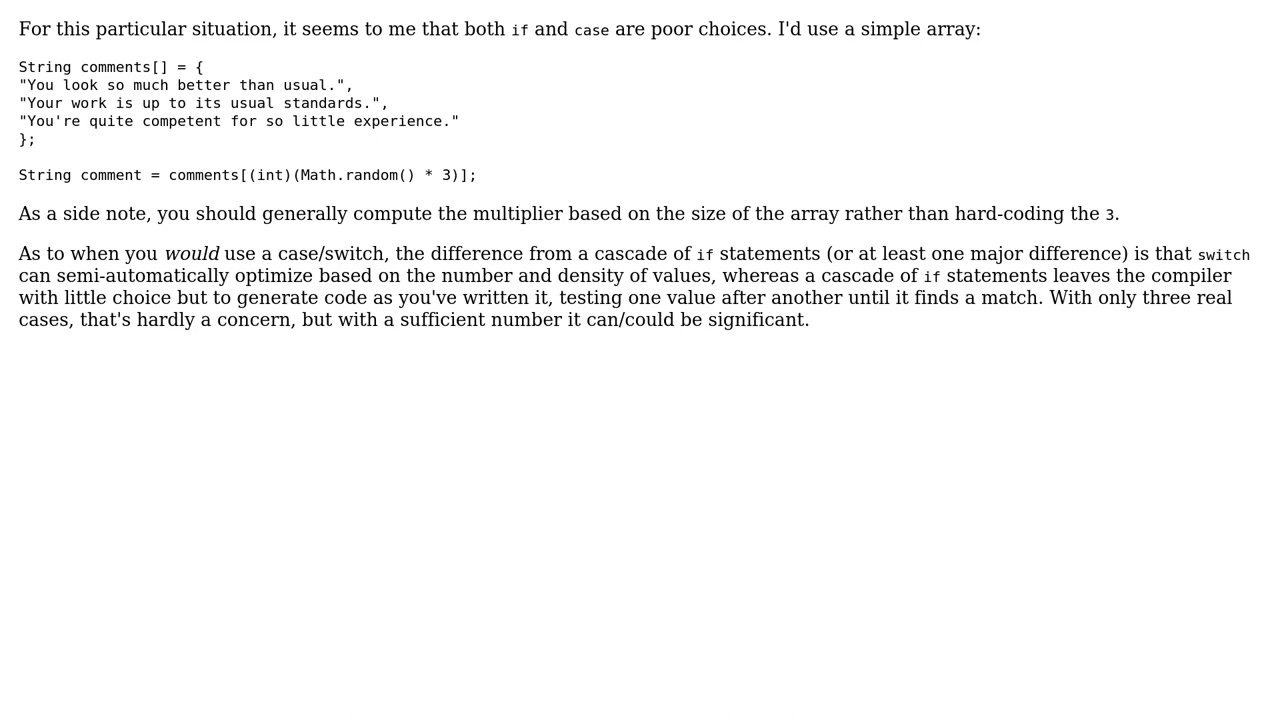 For this particular situation, it seems to me that both if and case are poor choices. I'd use a simple array:
String comments[] = {
"You look so much better than usual.",
"Your work is up to its usual standards.",
"You're quite competent for so little experience."
};
String comment = comments[(int)(Math.random() * 3)];
As a side note, you should generally compute the multiplier based on the size of the array rather than hard-coding the 3.
As to when you would use a case/switch, the difference from a cascade of if statements (or at least one major difference) is that switch
can semi-automatically optimize based on the number and density of values, whereas a cascade of if statements leaves the compiler
with little choice but to generate code as you've written it, testing one value after another until it finds a match. With only three real
cases, that's hardly a concern, but with a sufficient number it can/could be significant.